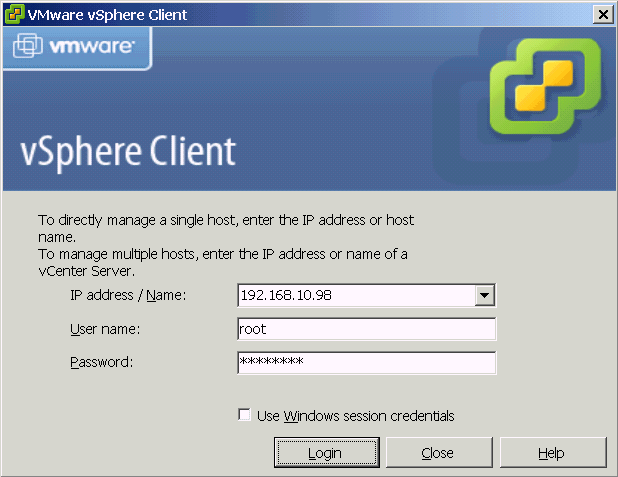 VMware vSphere Client
vmware
vSphere Client
To directly manage a single host, enter the IP address or host
name.
To manage multiple hosts, enter the IP address or name of a
vCenter Server.
IP address / Name:
192.168.10.98
User name:
root
Password:
********
Use Windows session credentials
Login
Close
Help